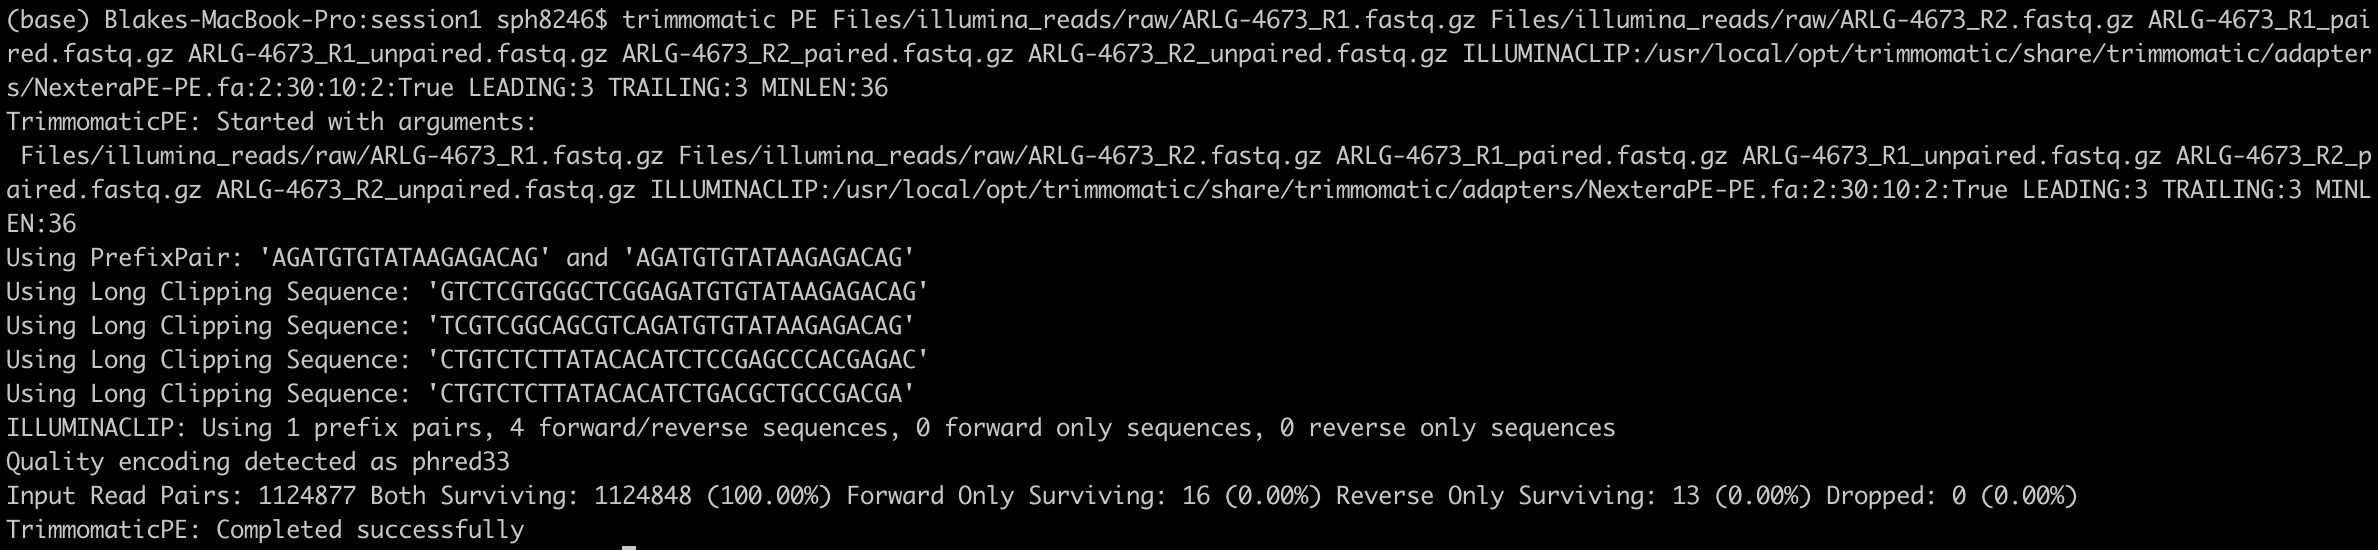 (base) Blakes-MacBook-Pro:session1 sph8246$ trimmomatic PE Files/illumina_reads/raw/ARLG-4673_R1.fastq.gz Files/illumina_reads/raw/ARLG-4673_R2.fastq.gz ARLG-4673_R1_pai
red.fastq.gz ARLG-4673_R1_unpaired.fastq.gz ARLG-4673_R2_paired.fastq.gz ARLG-4673_R2_unpaired.fastq.gz ILLUMINACLIP:/usr/local/opt/trimmomatic/share/trimmomatic/adapter
s/NexteraPE-PE.fa:2:30:10:2:True LEADING:3 TRAILING:3 MINLEN:36
TrimmomaticPE: Started with arguments:
 Files/illumina_reads/raw/ARLG-4673_R1.fastq.gz Files/illumina_reads/raw/ARLG-4673_R2.fastq.gz ARLG-4673_R1_paired.fastq.gz ARLG-4673_R1_unpaired.fastq.gz ARLG-4673_R2_p
aired.fastq.gz ARLG-4673_R2_unpaired.fastq.gz ILLUMINACLIP:/usr/local/opt/trimmomatic/share/trimmomatic/adapters/NexteraPE-PE.fa:2:30:10:2:True LEADING:3 TRAILING:3 MINL
EN:36
Using PrefixPair: 'AGATGTGTATAAGAGACAG' and 'AGATGTGTATAAGAGACAG'
Using Long Clipping Sequence: 'GTCTCGTGGGCTCGGAGATGTGTATAAGAGACAG'
Using Long Clipping Sequence: 'TCGTCGGCAGCGTCAGATGTGTATAAGAGACAG'
Using Long Clipping Sequence: 'CTGTCTCTTATACACATCTCCGAGCCCACGAGAC'
Using Long Clipping Sequence: 'CTGTCTCTTATACACATCTGACGCTGCCGACGA'
ILLUMINACLIP: Using 1 prefix pairs, 4 forward/reverse sequences, 0 forward only sequences, 0 reverse only sequences
Quality encoding detected as phred33
Input Read Pairs: 1124877 Both Surviving: 1124848 (100.00%) Forward Only Surviving: 16 (0.00%) Reverse Only Surviving: 13 (0.00%) Dropped: 0 (0.00%)
TrimmomaticPE: Completed successfully